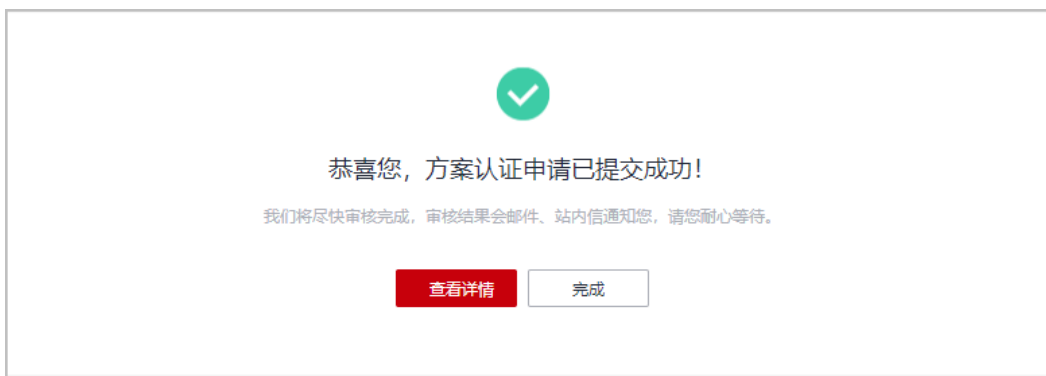 恭喜您，方案认证申请已提交成功！
我们将尽快审核完成，审核结果会邮件、站内信通知您，请您耐心等待。
查看详情
完成